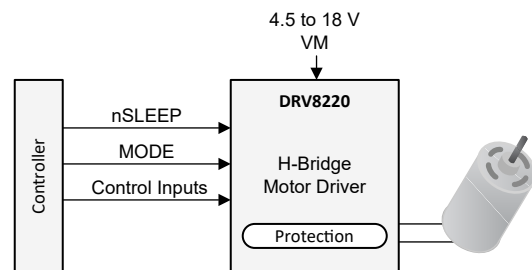 4.5 to 18 V
VM
DRV8220
Controller
nSLEEP
MODE
Control Inputs
H-Bridge
Motor Driver
Protection